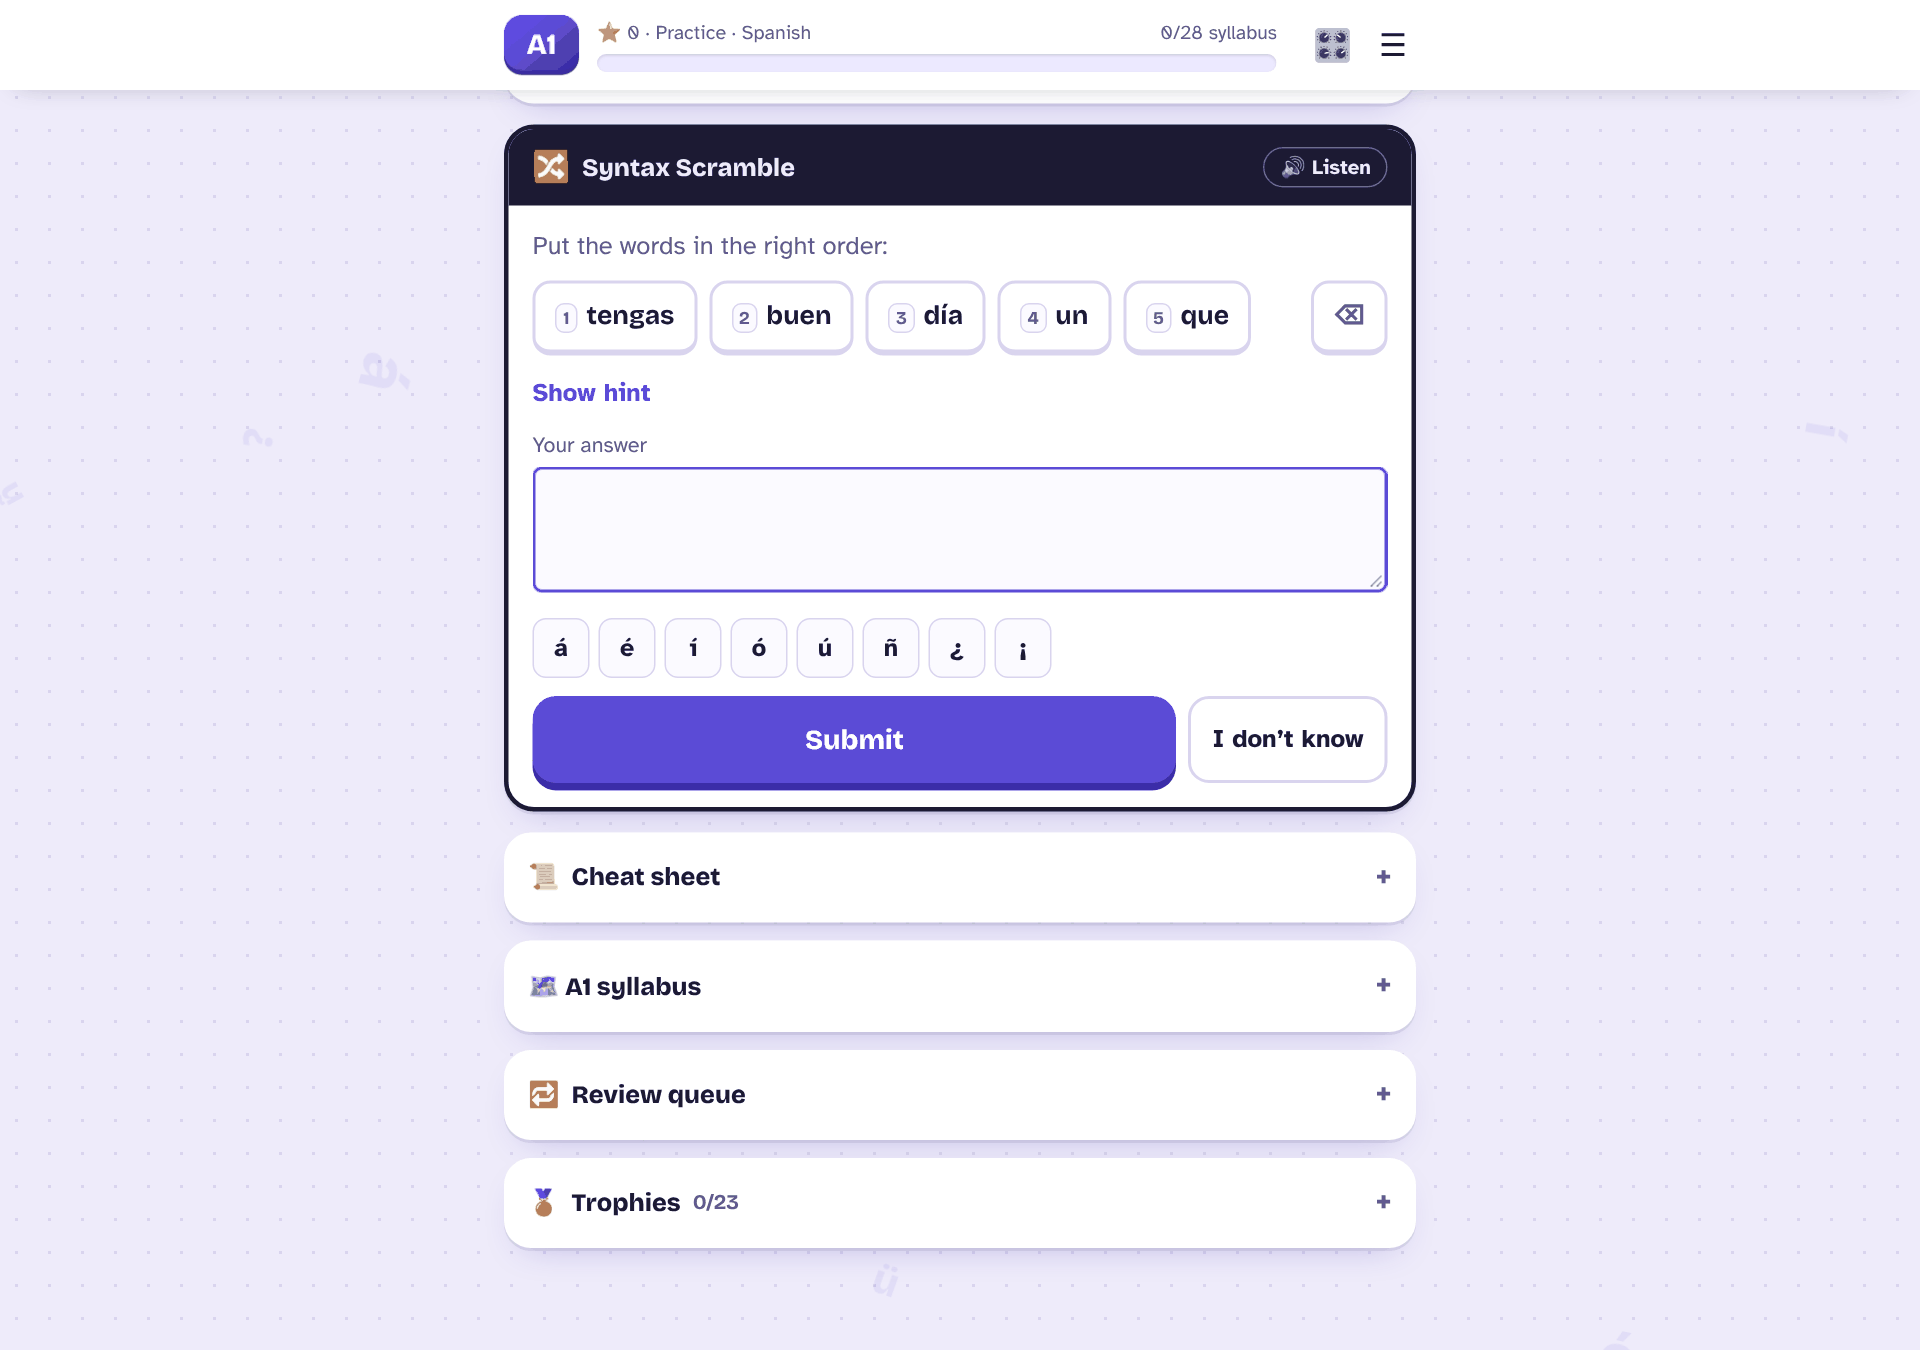 A1
0 · Practice · Spanish
0/28 syllabus
Syntax Scramble
Listen
Put the words in the right order:
1 tengas
2 buen
3 día
4 un
5 que
Show hint
Your answer
á é í ó ú ñ ¿ ¡
Submit
I don’t know
Cheat sheet
A1 syllabus
Review queue
Trophies 0/23